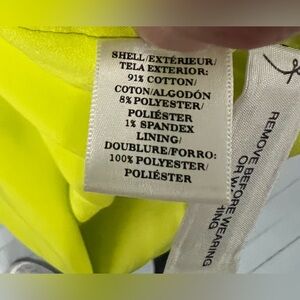 SHELL/EXTÉRIEUR/
TELA EXTERIOR:
91% COTTON/
COTON/ALGODÓN
8% POLYESTER/
POLIÉSTER
1% SPANDEX
LINING/
DOUBLURE/FORRO:
100% POLYESTER/
POLIÉSTER
REMOVE BEFORE WEARING
OR